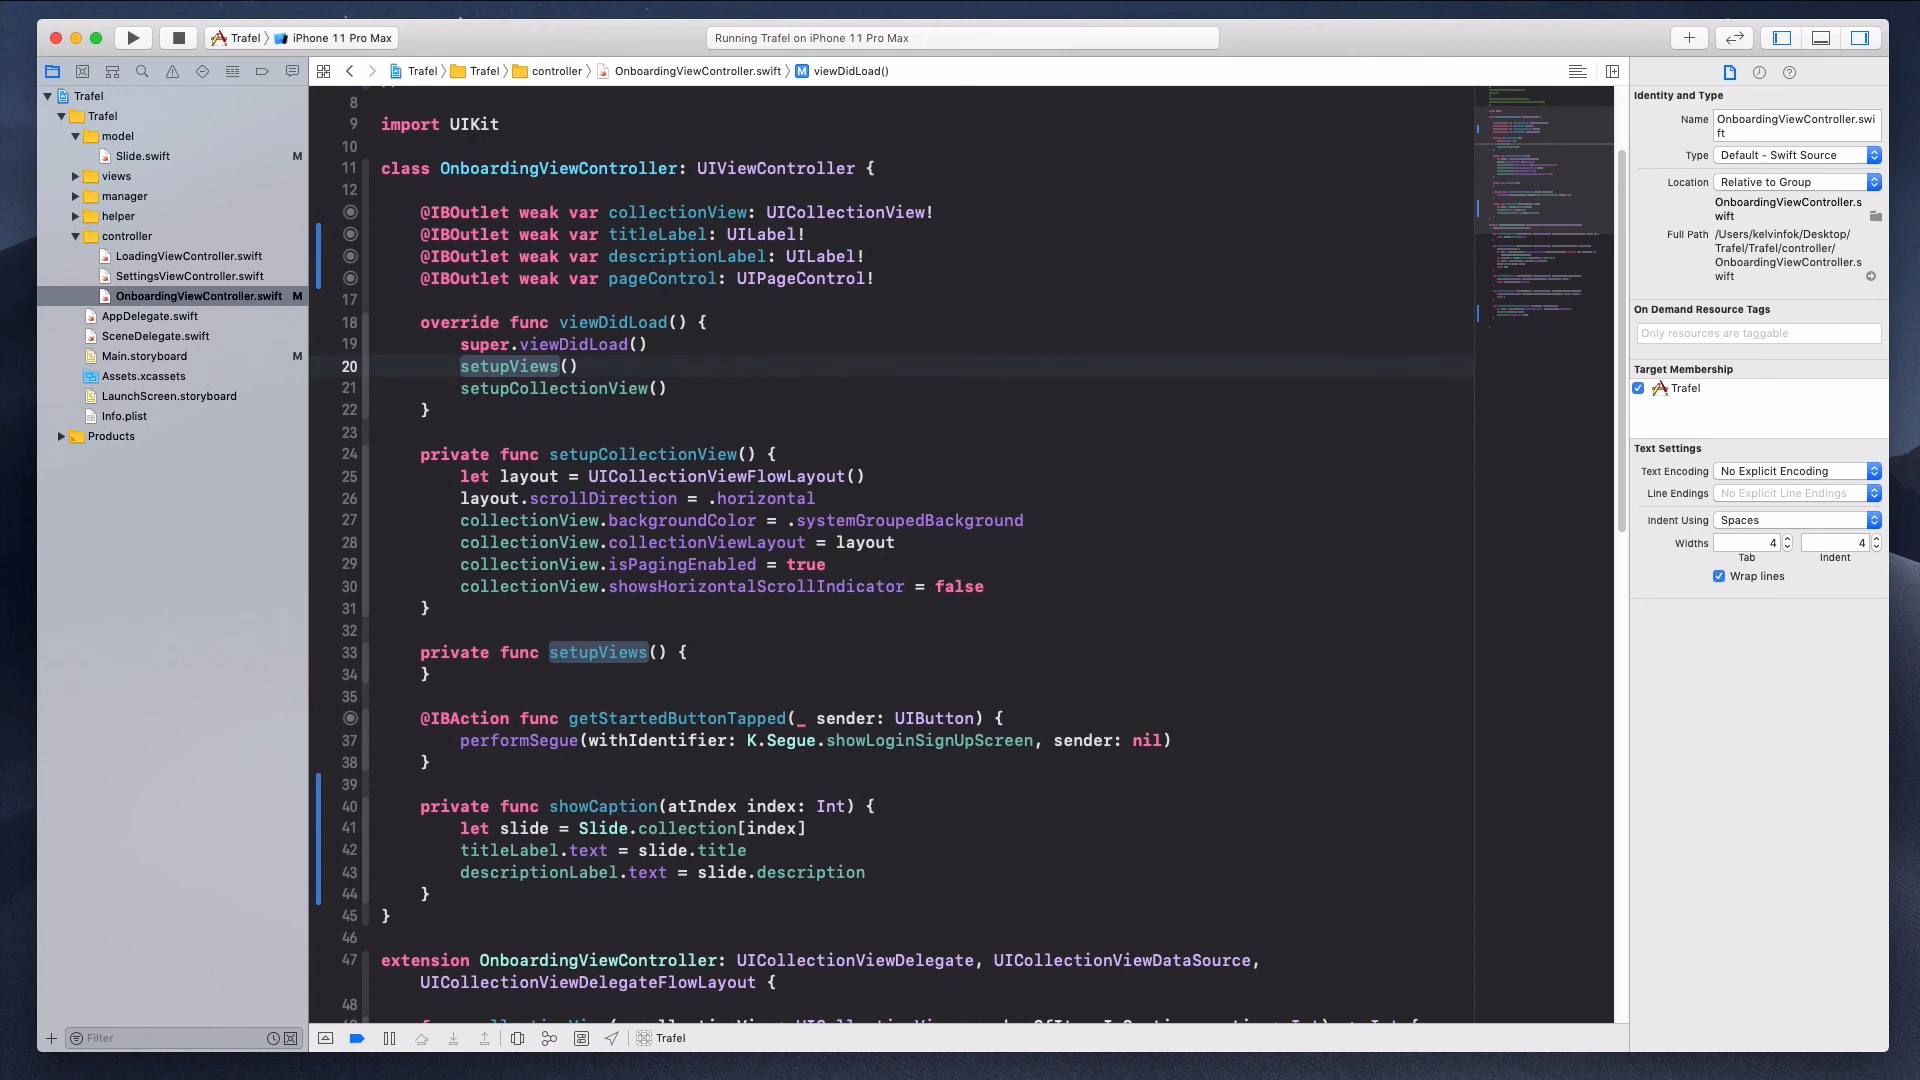 Trafel
iPhone 11 Pro Max
Running Trafel on iPhone 11 Pro Max
Trafel
Trafel
controller
OnboardingViewController.swift
M
viewDidLoad()
Trafel
Trafel
model
Slide.swift
M
views
manager
helper
controller
LoadingViewController.swift
SettingsViewController.swift
OnboardingViewController.swift
M
AppDelegate.swift
SceneDelegate.swift
Main.storyboard
M
Assets.xcassets
LaunchScreen.storyboard
Info.plist
Products
Filter
8
9 import UIKit
10
11 class OnboardingViewController: UIViewController {
12
@IBOutlet weak var collectionView: UICollectionView!
@IBOutlet weak var titleLabel: UILabel!
@IBOutlet weak var descriptionLabel: UILabel!
@IBOutlet weak var pageControl: UIPageControl!
17
18 override func viewDidLoad() {
19 super.viewDidLoad()
20 setupViews()
21 setupCollectionView()
22 }
23
24 private func setupCollectionView() {
25 let layout = UICollectionViewFlowLayout()
26 layout.scrollDirection = .horizontal
27 collectionView.backgroundColor = .systemGroupedBackground
28 collectionView.collectionViewLayout = layout
29 collectionView.isPagingEnabled = true
30 collectionView.showsHorizontalScrollIndicator = false
31 }
32
33 private func setupViews() {
34 }
35
@IBAction func getStartedButtonTapped(_ sender: UIButton) {
37 performSegue(withIdentifier: K.Segue.showLoginSignUpScreen, sender: nil)
38 }
39
40 private func showCaption(atIndex index: Int) {
41 let slide = Slide.collection[index]
42 titleLabel.text = slide.title
43 descriptionLabel.text = slide.description
44 }
45 }
46
47 extension OnboardingViewController: UICollectionViewDelegate, UICollectionViewDataSource,
UICollectionViewDelegateFlowLayout {
48
Trafel
Identity and Type
Name
OnboardingViewController.swi
ft
Type
Default - Swift Source
Location
Relative to Group
OnboardingViewController.s
wift
Full Path
/Users/kelvinfok/Desktop/
Trafel/Trafel/controller/
OnboardingViewController.s
wift
On Demand Resource Tags
Only resources are taggable
Target Membership
Trafel
Text Settings
Text Encoding
No Explicit Encoding
Line Endings
No Explicit Line Endings
Indent Using
Spaces
Widths
4
4
Tab
Indent
Wrap lines